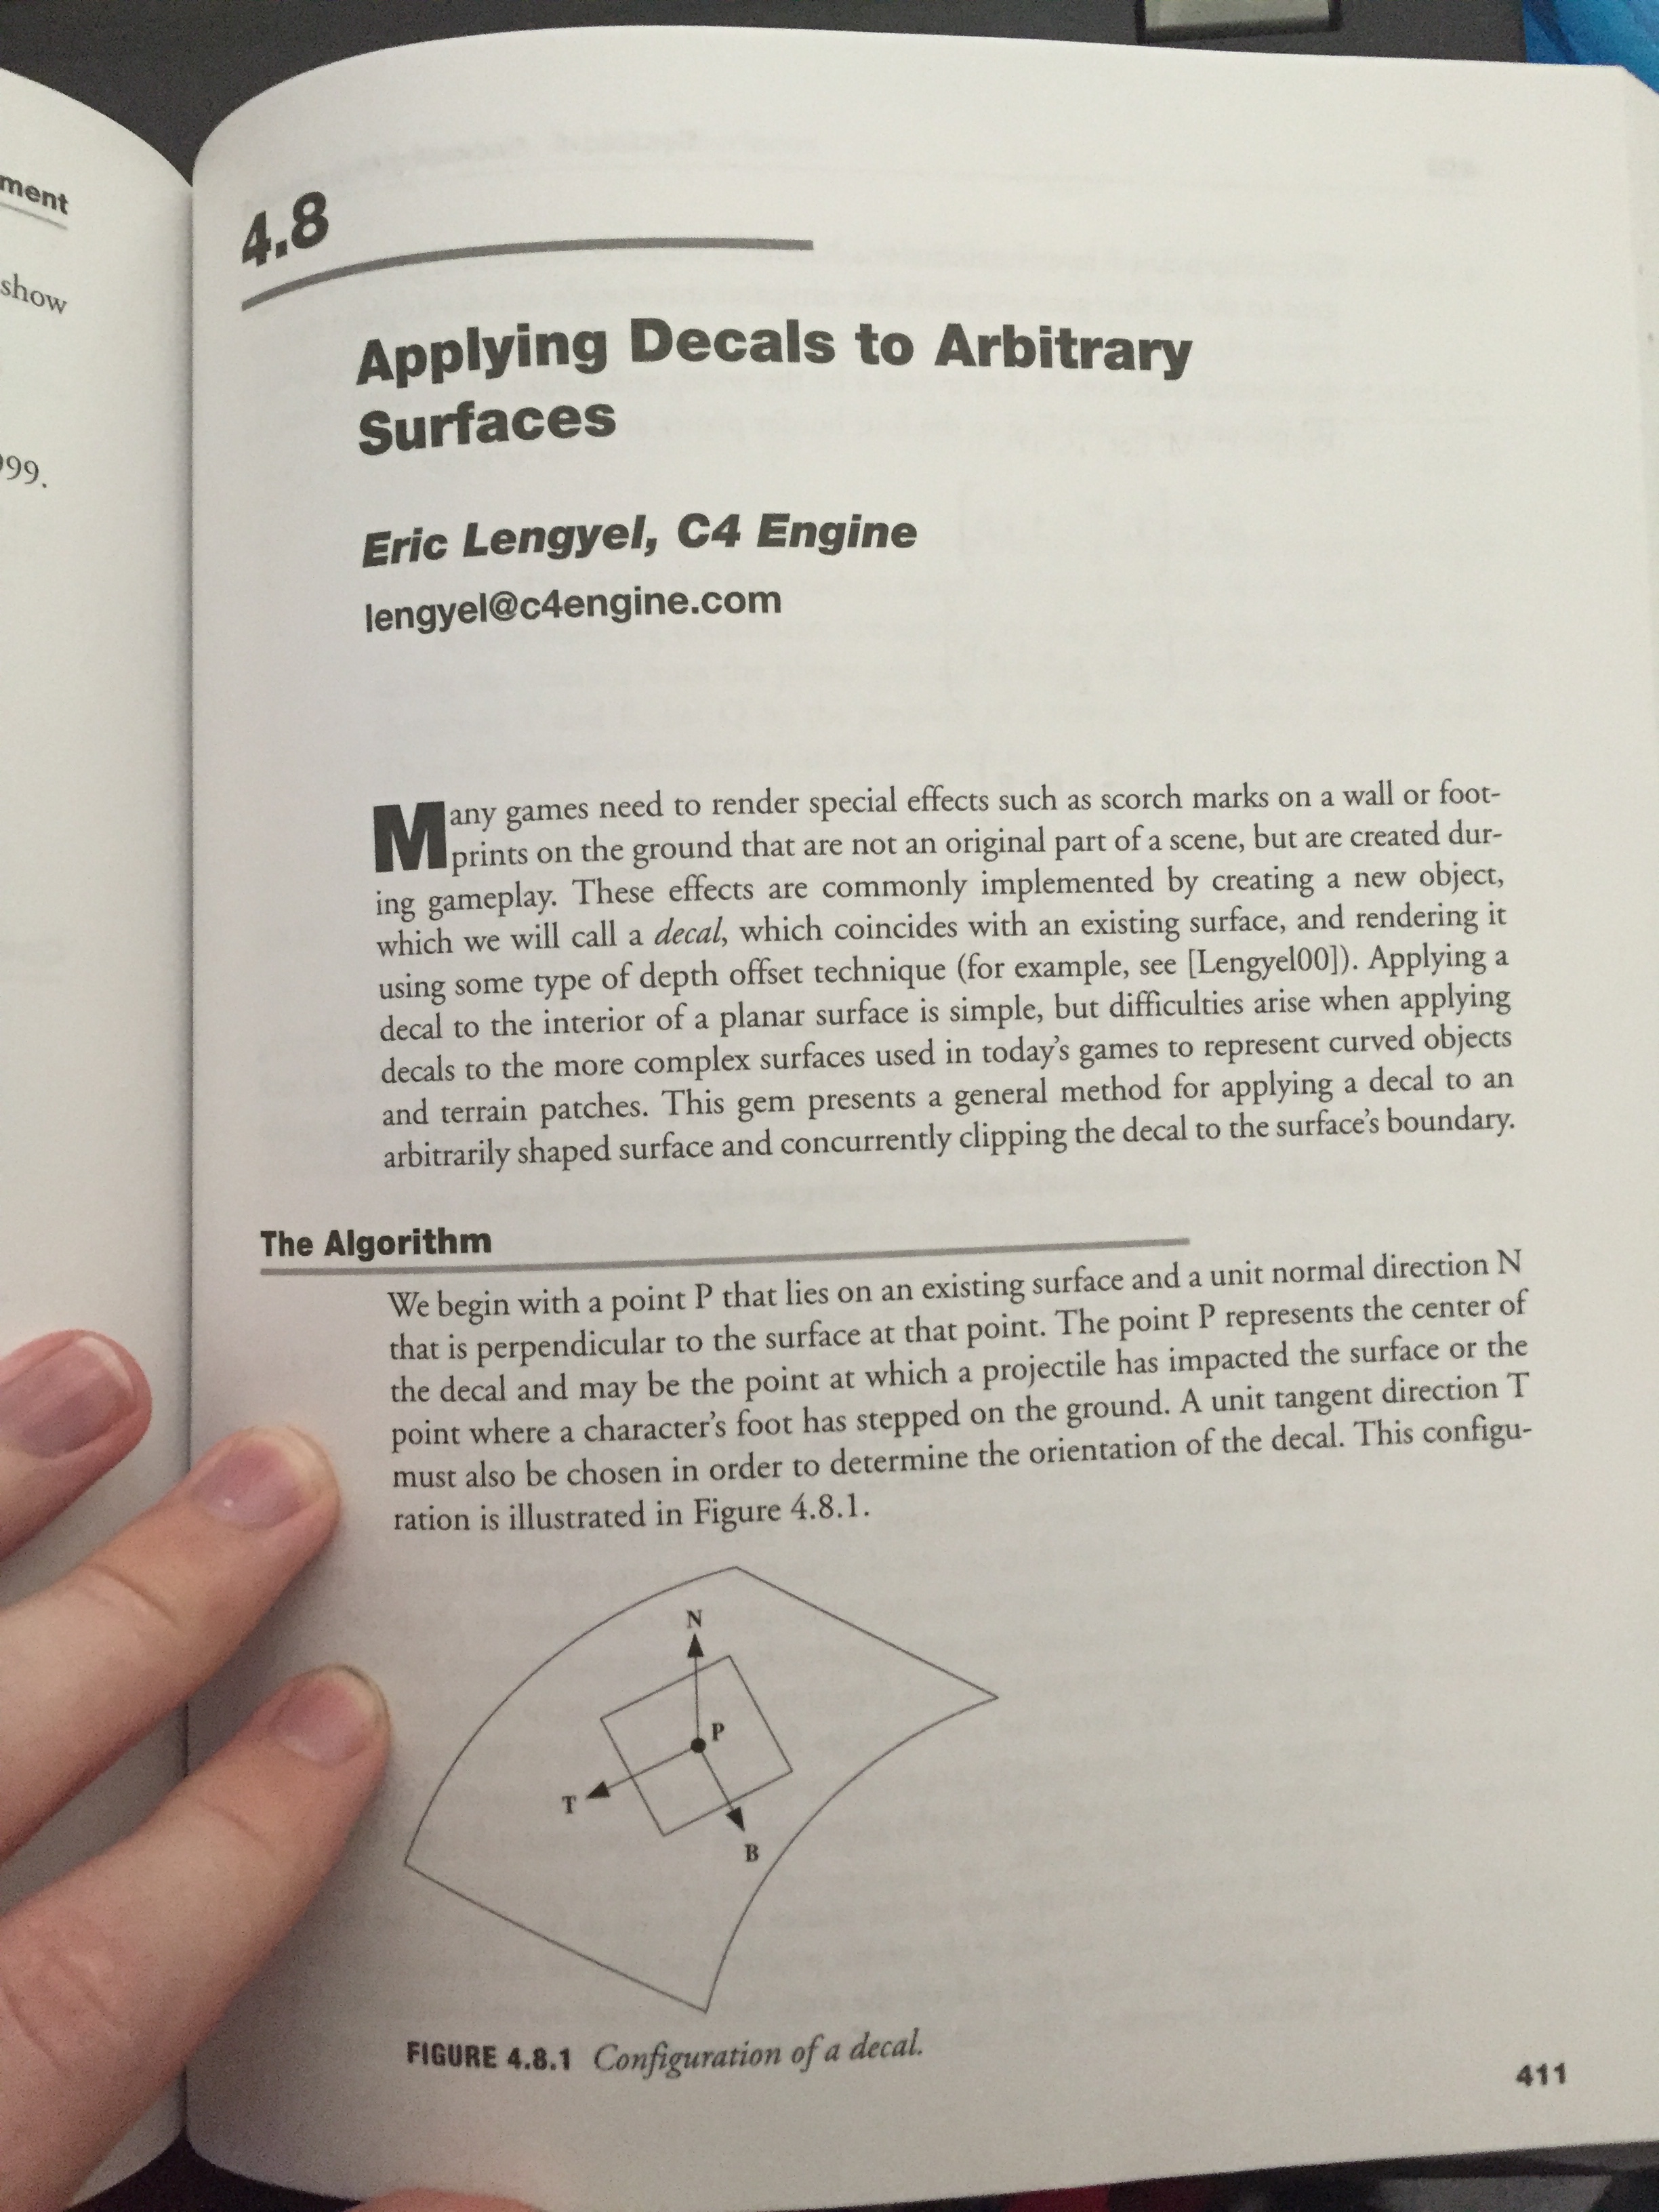 ment
show
999.
4.8
Applying Decals to Arbitrary
Surfaces
Eric Lengyel, C4 Engine
lengyel@c4engine.com
Many games need to render special effects such as scorch marks on a wall or foot-
prints on the ground that are not an original part of a scene, but are created dur-
ing gameplay. These effects are commonly implemented by creating a new object,
which we will call a decal, which coincides with an existing surface, and rendering it
using some type of depth offset technique (for example, see [Lengyel00]). Applying a
decal to the interior of a planar surface is simple, but difficulties arise when applying
decals to the more complex surfaces used in today's games to represent curved objects
and terrain patches. This gem presents a general method for applying a decal to an
arbitrarily shaped surface and concurrently clipping the decal to the surface's boundary.
The Algorithm
We begin with a point P that lies on an existing surface and a unit normal direction N
that is perpendicular to the surface at that point. The point P represents the center of
the decal and may be the point at which a projectile has impacted the surface or the
point where a character's foot has stepped on the ground. A unit tangent direction T
must also be chosen in order to determine the orientation of the decal. This configu-
ration is illustrated in Figure 4.8.1.
N
P
T
B
FIGURE 4.8.1 Configuration of a decal.
411